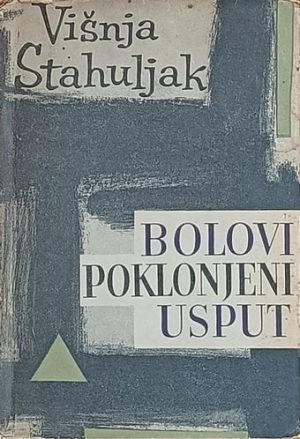 Višnja
Stahuljak
BOLOVI
POKLONJENI
USPUT